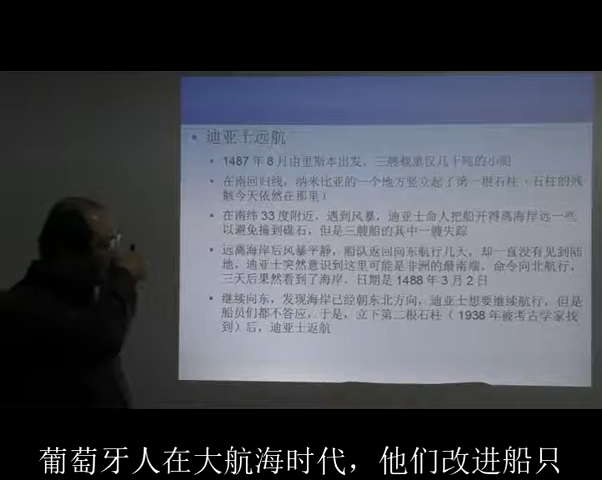 迪亚士远航
1487 年 8 月由里斯本出发，三艘载重仅几十吨的小船
在南回归线，纳米比亚的一个地方竖立起了第一根石柱（石柱的残
骸今天依然在那里）
在南纬 33 度附近，遇到风暴，迪亚士命人把船开得离海岸远一些
以避免撞到礁石，但是三艘船的其中一艘失踪
远离海岸后风暴平静，船队返回向东航行几天，却一直没有见到陆
地，迪亚士突然意识到这里可能是非洲的最南端，命令向北航行，
三天后果然看到了海岸，日期是 1488 年 3 月 2 日
继续向东，发现海岸已经朝东北方向，迪亚士想要继续航行，但是
船员们都不答应，于是，立下第二根石柱（ 1938 年被考古学家找
到）后，迪亚士返航
葡萄牙人在大航海时代，他们改进船只